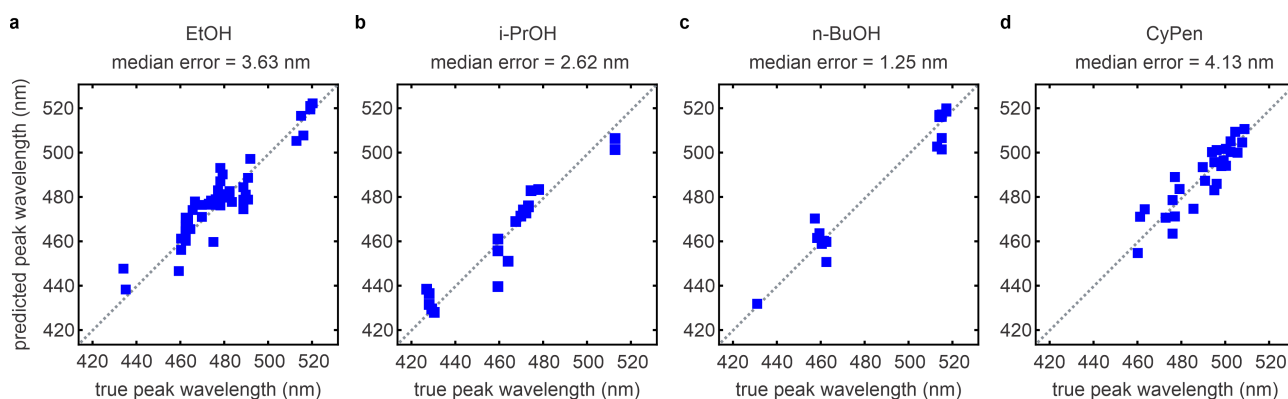 a
EtOH
median error = 3.63 nm
predicted peak wavelength (nm)
520
500
480
460
440
420
420 440 460 480 500 520
true peak wavelength (nm)
b
i-PrOH
median error = 2.62 nm
520
500
480
460
440
420
420 440 460 480 500 520
true peak wavelength (nm)
c
n-BuOH
median error = 1.25 nm
520
500
480
460
440
420
420 440 460 480 500 520
true peak wavelength (nm)
d
CyPen
median error = 4.13 nm
520
500
480
460
440
420
420 440 460 480 500 520
true peak wavelength (nm)